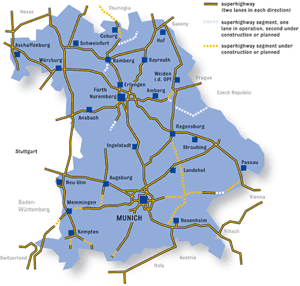 Hesse
Thuringia
Saxony
superhighway
(two lanes in each direction)
superhighway segment, one
lane in operation, second under
construction or planned
superhighway segment under
construction or planned
Coburg
Hof
Aschaffenburg
Schweinfurt
Würzburg
Bamberg
Bayreuth
Weiden
i.d. OPf.
Prague
Erlangen
Fürth
Nuremberg
Amberg
Czech Republic
Ansbach
Regensburg
Stuttgart
Ingolstadt
Straubing
Passau
Landshut
Neu-Ulm
Augsburg
Vienna
Baden-
Württemberg
Memmingen
MUNICH
Rosenheim
Kempten
Villach
Switzerland
Austria
Italy